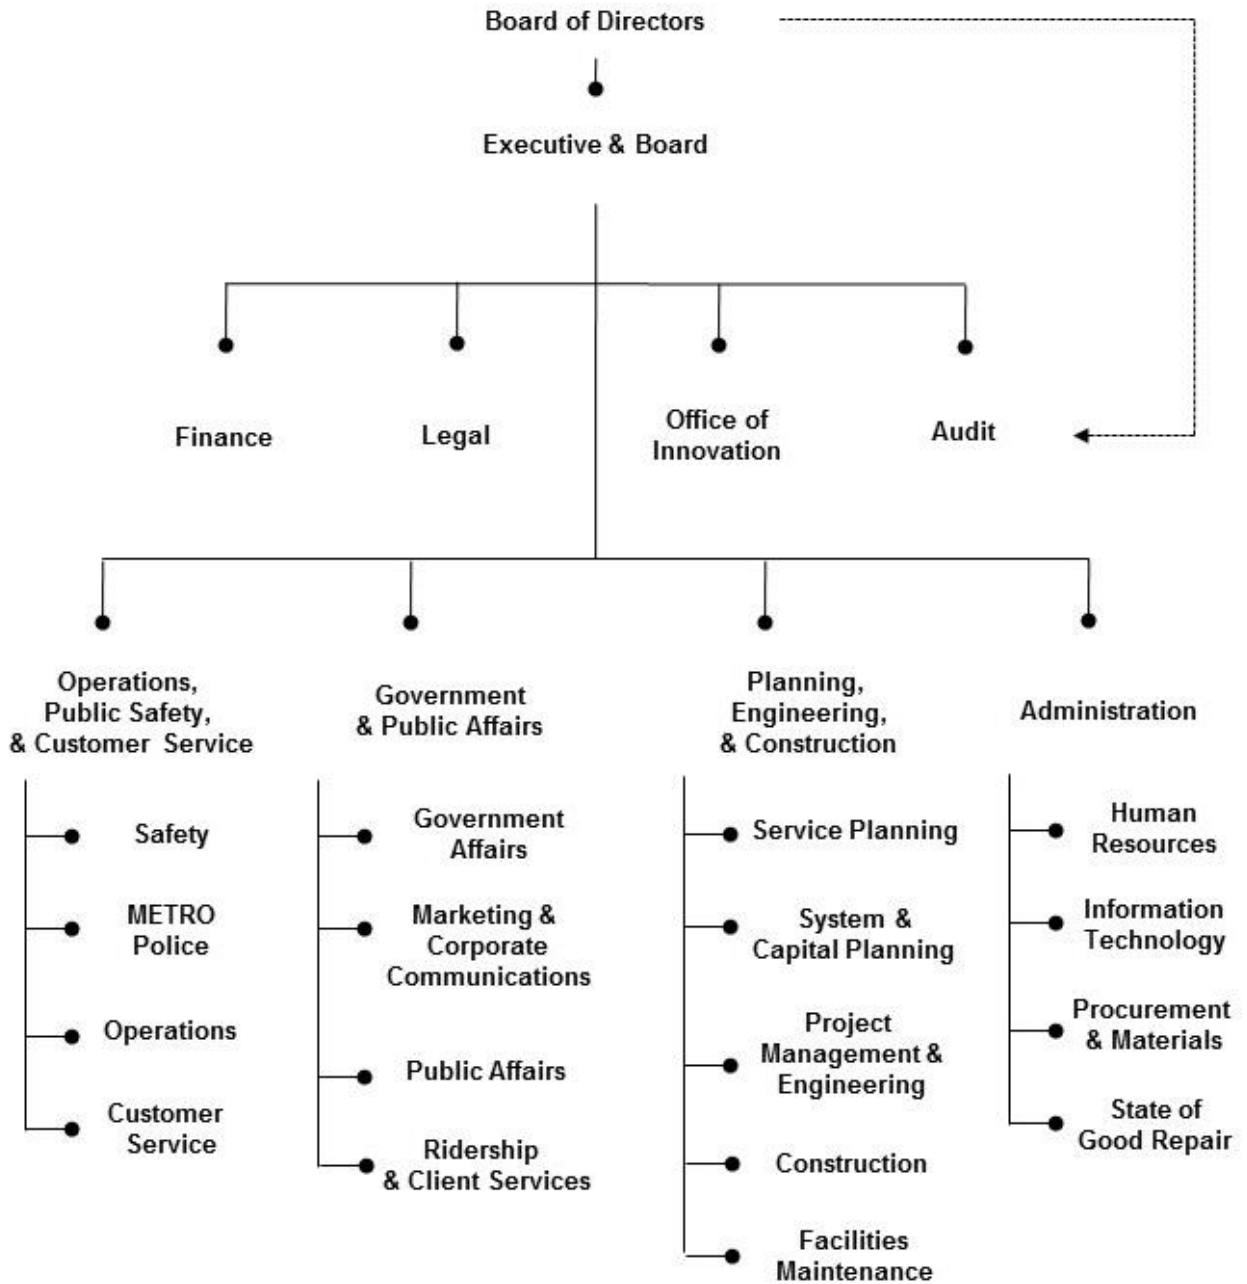 Board of Directors
Executive & Board
Finance
Legal
Office of
Innovation
Audit
Operations,
Public Safety,
& Customer Service
Government
& Public Affairs
Planning,
Engineering,
& Construction
Administration
Safety
METRO
Police
Operations
Customer
Service
Government
Affairs
Marketing &
Corporate
Communications
Public Affairs
Ridership
& Client Services
Service Planning
System &
Capital Planning
Project
Management &
Engineering
Construction
Facilities
Maintenance
Human
Resources
Information
Technology
Procurement
& Materials
State of
Good Repair